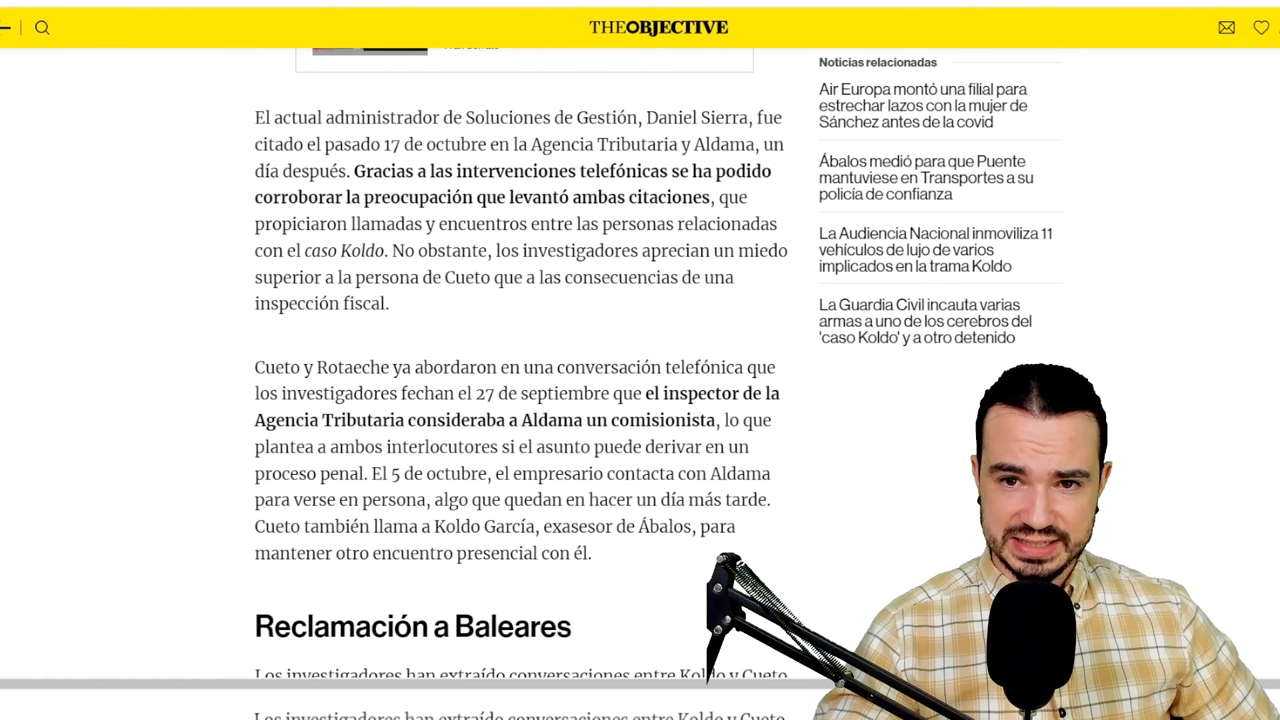 THE OBJECTIVE
El actual administrador de Soluciones de Gestión, Daniel Sierra, fue
citado el pasado 17 de octubre en la Agencia Tributaria y Aldama, un
día después. Gracias a las intervenciones telefónicas se ha podido
corroborar la preocupación que levantó ambas citaciones, que
propiciaron llamadas y encuentros entre las personas relacionadas
con el caso Koldo. No obstante, los investigadores aprecian un miedo
superior a la persona de Cueto que a las consecuencias de una
inspección fiscal.
Cueto y Rotaeche ya abordaron en una conversación telefónica que
los investigadores fechan el 27 de septiembre que el inspector de la
Agencia Tributaria consideraba a Aldama un comisionista, lo que
plantea a ambos interlocutores si el asunto puede derivar en un
proceso penal. El 5 de octubre, el empresario contacta con Aldama
para verse en persona, algo que quedan en hacer un día más tarde.
Cueto también llama a Koldo García, exasesor de Ábalos, para
mantener otro encuentro presencial con él.
Reclamación a Baleares
Los investigadores han extraído conversaciones entre Koldo y Cueto
Los investigadores han extraído conversaciones entre Koldo y Cueto
Noticias relacionadas
Air Europa montó una filial para
estrechar lazos con la mujer de
Sánchez antes de la covid
Ábalos medió para que Puente
mantuviese en Transportes a su
policía de confianza
La Audiencia Nacional inmoviliza 11
vehículos de lujo de varios
implicados en la trama Koldo
La Guardia Civil incauta varias
armas a uno de los cerebros del
'caso Koldo' y a otro detenido